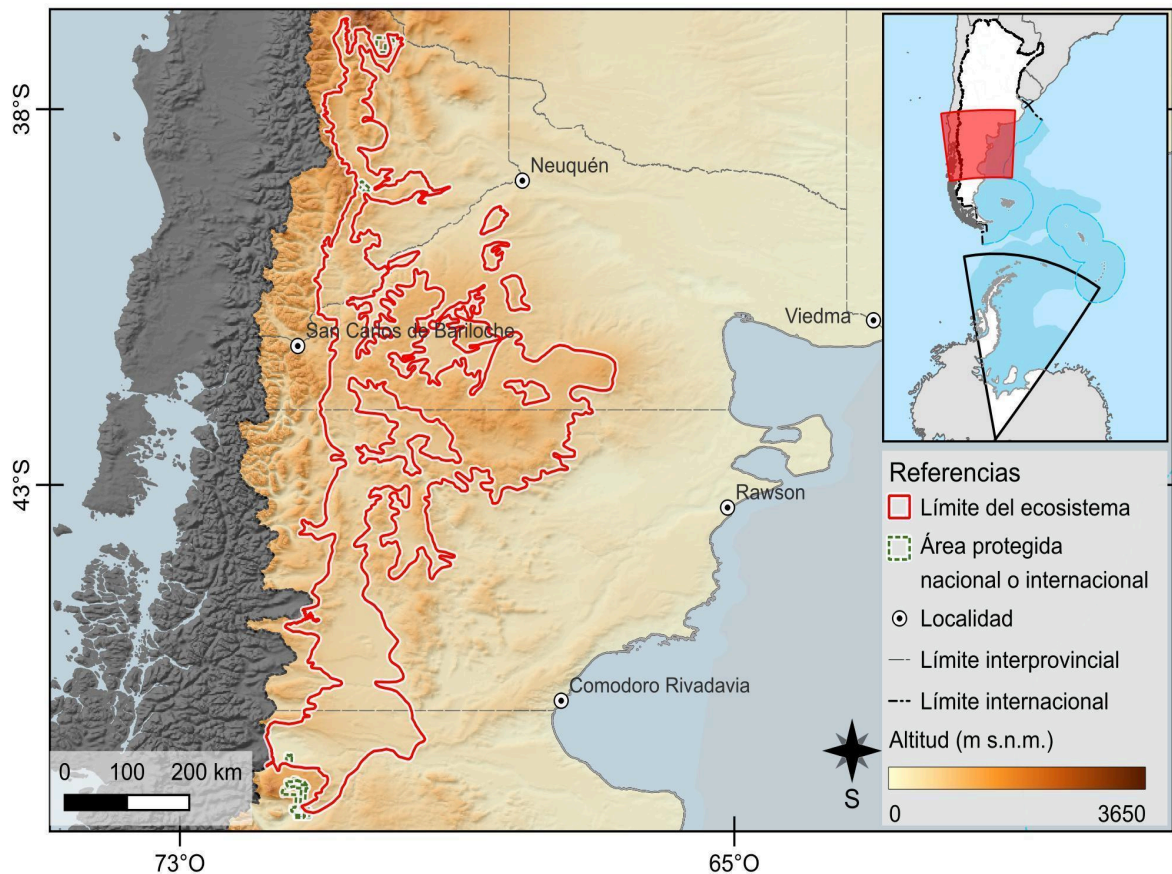 38°S
43°S
73°O
65°O
Neuquén
San Carlos de Bariloche
Viedma
Rawson
Comodoro Rivadavia
0 100 200 km
S
Referencias
Límite del ecosistema
Área protegida
nacional o internacional
Localidad
Límite interprovincial
Límite internacional
Altitud (m s.n.m.)
0 3650